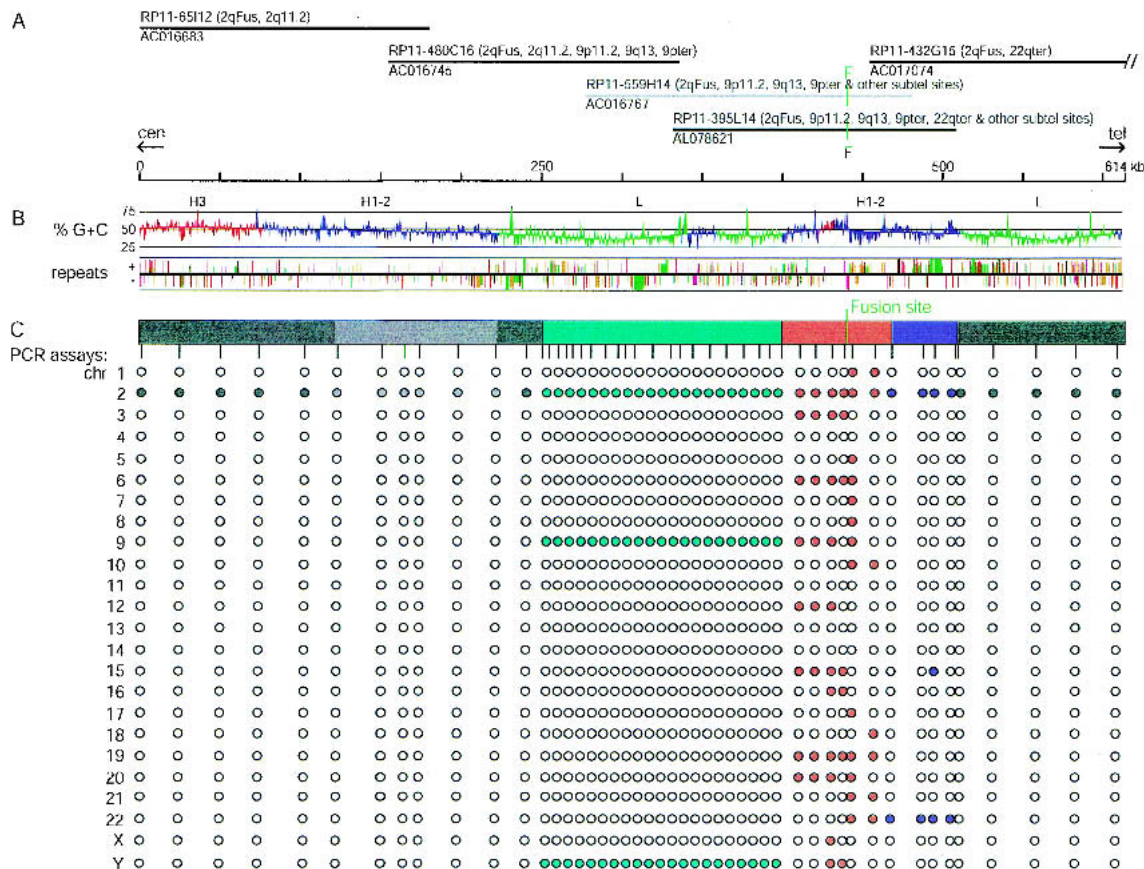 A
RP11-65I12 (2qFus, 2q11.2)
AC016683
RP11-480C16 (2qFus, 2q11.2, 9p11.2, 9q13, 9pter)
AC016745
RP11-432G15 (2qFus, 22qter)
AC017074
F
RP11-559H14 (2qFus, 9p11.2, 9q13, 9pter & other subtel sites)
AC016767
RP11-395L14 (2qFus, 9p11.2, 9q13, 9pter, 22qter & other subtel sites)
AL078621
cen
F
tel
0 250 500 614 kb
B
H3 H1-2 L H1-2 L
% G+C
75
50
25
repeats
+
-
Fusion site
C
PCR assays:
chr
1
2
3
4
5
6
7
8
9
10
11
12
13
14
15
16
17
18
19
20
21
22
X
Y